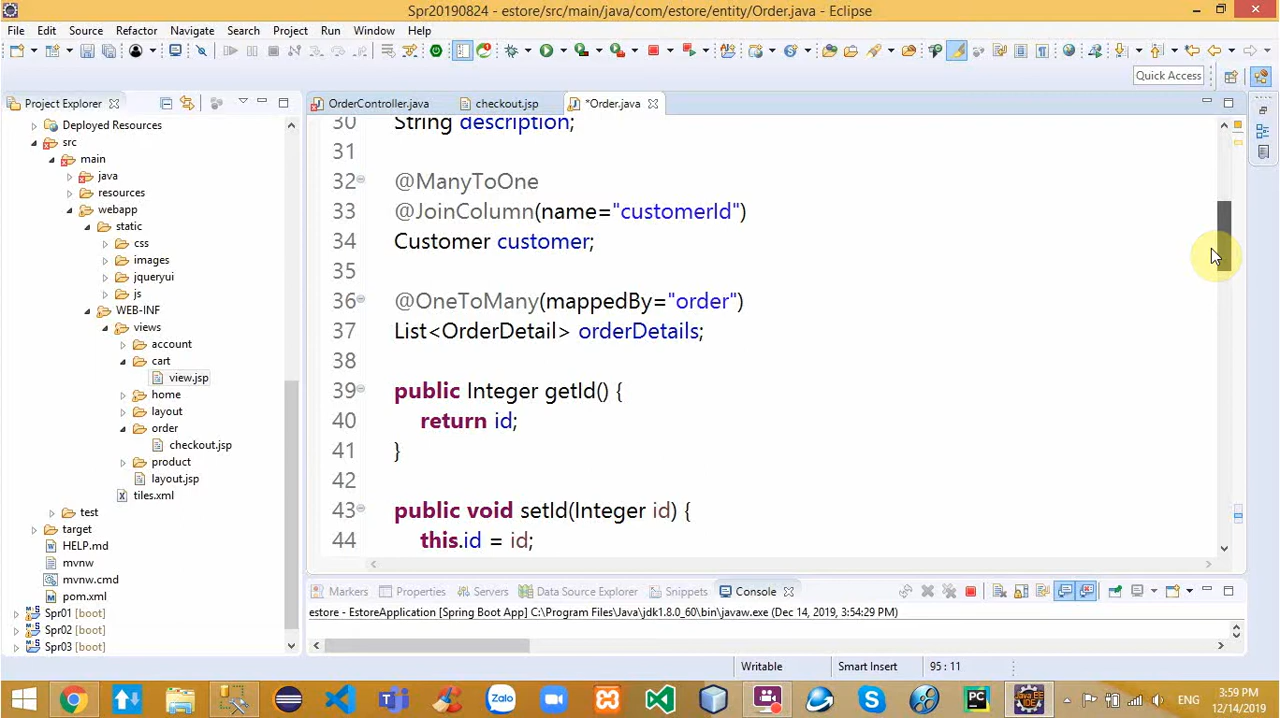 Spr20190824 - estore/src/main/java/com/estore/entity/Order.java - Eclipse
File Edit Source Refactor Navigate Search Project Run Window Help
Quick Access
Project Explorer
OrderController.java checkout.jsp *Order.java
Deployed Resources
src
main
java
resources
webapp
static
css
images
jqueryui
js
WEB-INF
views
account
cart
view.jsp
home
layout
order
checkout.jsp
product
layout.jsp
tiles.xml
test
target
HELP.md
mvnw
mvnw.cmd
pom.xml
Spr01 [boot]
Spr02 [boot]
Spr03 [boot]
30 String description;
31
32 @ManyToOne
33 @JoinColumn(name="customerId")
34 Customer customer;
35
36 @OneToMany(mappedBy="order")
37 List<OrderDetail> orderDetails;
38
39 public Integer getId() {
40 return id;
41 }
42
43 public void setId(Integer id) {
44 this.id = id;
Markers Properties Servers Data Source Explorer Snippets Console
estore - EstoreApplication [Spring Boot App] C:\Program Files\Java\jdk1.8.0_60\bin\javaw.exe (Dec 14, 2019, 3:54:29 PM)
Writable Smart Insert 95 : 11
Zalo
PC
ENG
3:59 PM
12/14/2019